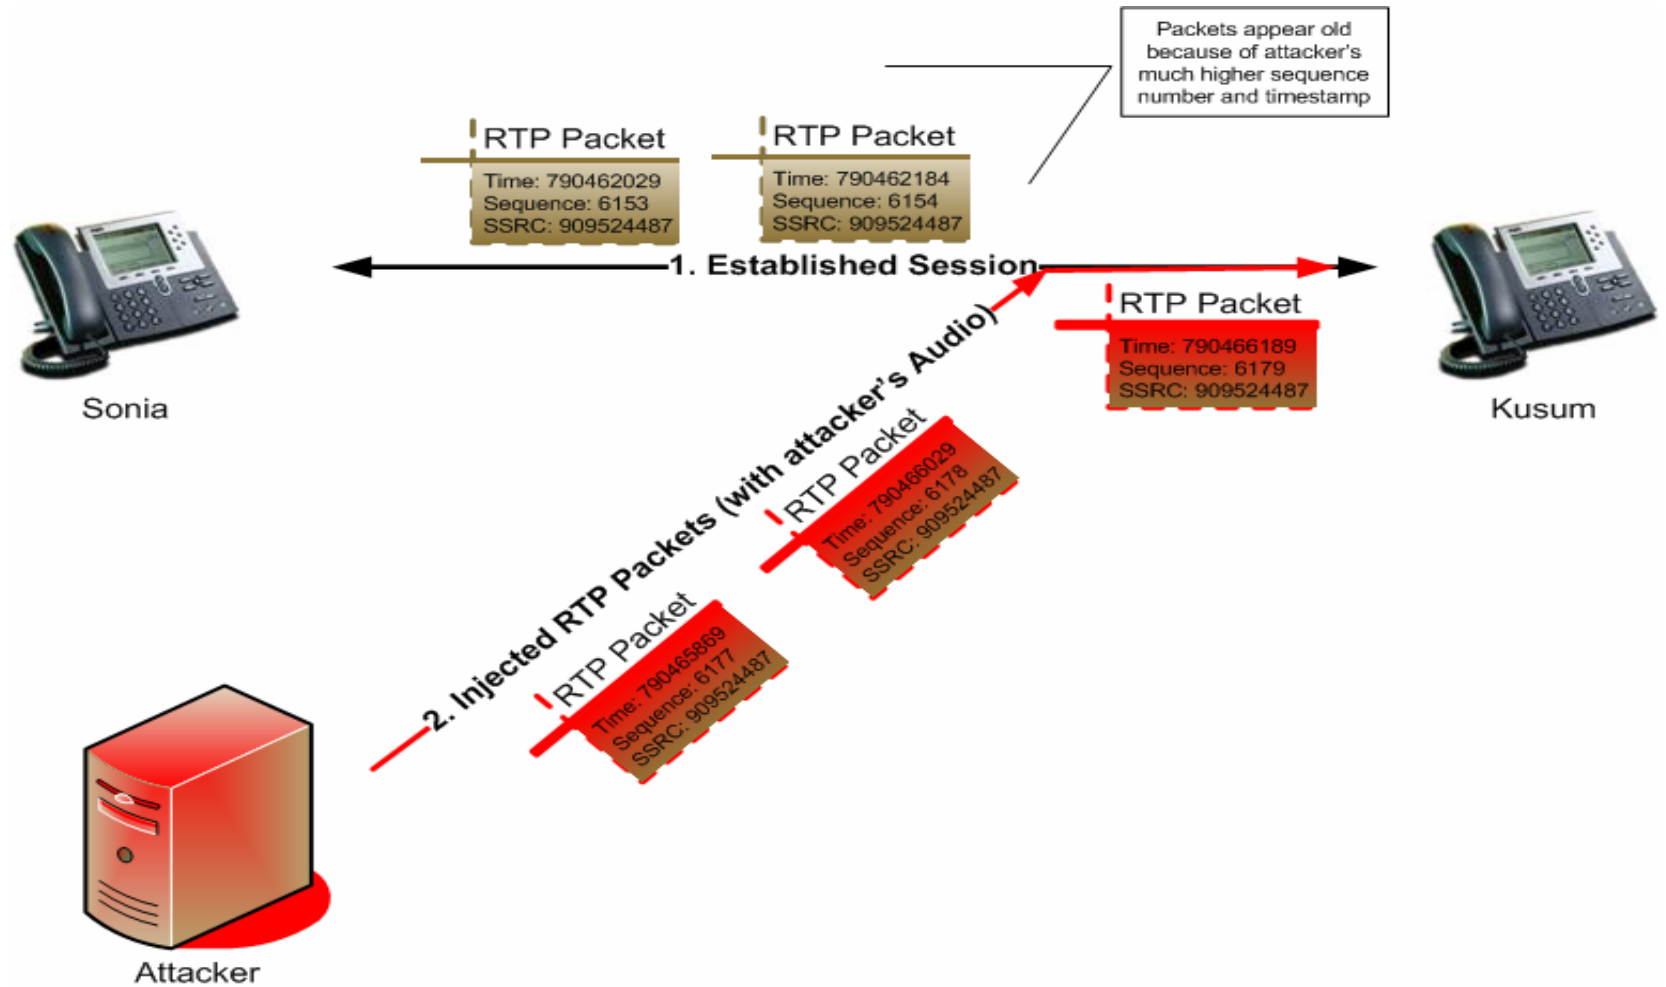 Packets appear old
because of attacker's
much higher sequence
number and timestamp
RTP Packet
Time: 790462029
Sequence: 6153
SSRC: 909524487
RTP Packet
Time: 790462184
Sequence: 6154
SSRC: 909524487
1. Established Session
RTP Packet
Time: 790466189
Sequence: 6179
SSRC: 909524487
Sonia
Kusum
2. Injected RTP Packets (with attacker's Audio)
RTP Packet
Time: 790466029
Sequence: 6178
SSRC: 909524487
RTP Packet
Time: 790465869
Sequence: 6177
SSRC: 909524487
Attacker